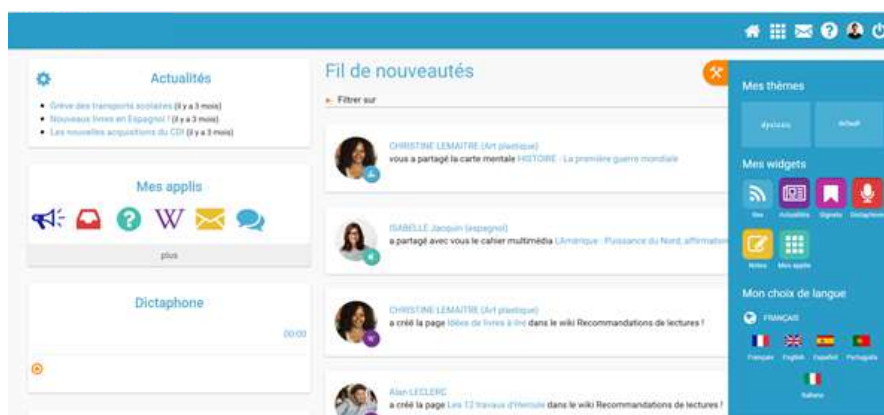 Actualités
Grève des transports scolaires (il y a 3 mois)
Nouveaux livres en Espagnol ! (il y a 3 mois)
Les nouvelles acquisitions du CDI (il y a 3 mois)
Mes applis
plus
Dictaphone
00:00
Fil de nouveautés
Filtrer sur
CHRISTINE LEMAITRE (Art plastique)
vous a partagé la carte mentale HISTOIRE - La première guerre mondiale
ISABELLE Jacquin (espagnol)
a partagé avec vous le cahier multimédia L'Amérique : Puissance du Nord, affirmation
CHRISTINE LEMAITRE (Art plastique)
a créé la page Idées de livres à lire dans le wiki Recommandations de lectures !
Alan LECLERC
a créé la page Les 12 travaux d'Hercule dans le wiki Recommandations de lectures !
Mes thèmes
dyslexic default
Mes widgets
Rss Actualités Signets Dictaphone
Notes Mes applis
Mon choix de langue
FRANÇAIS
Français English Español Português
Italiano